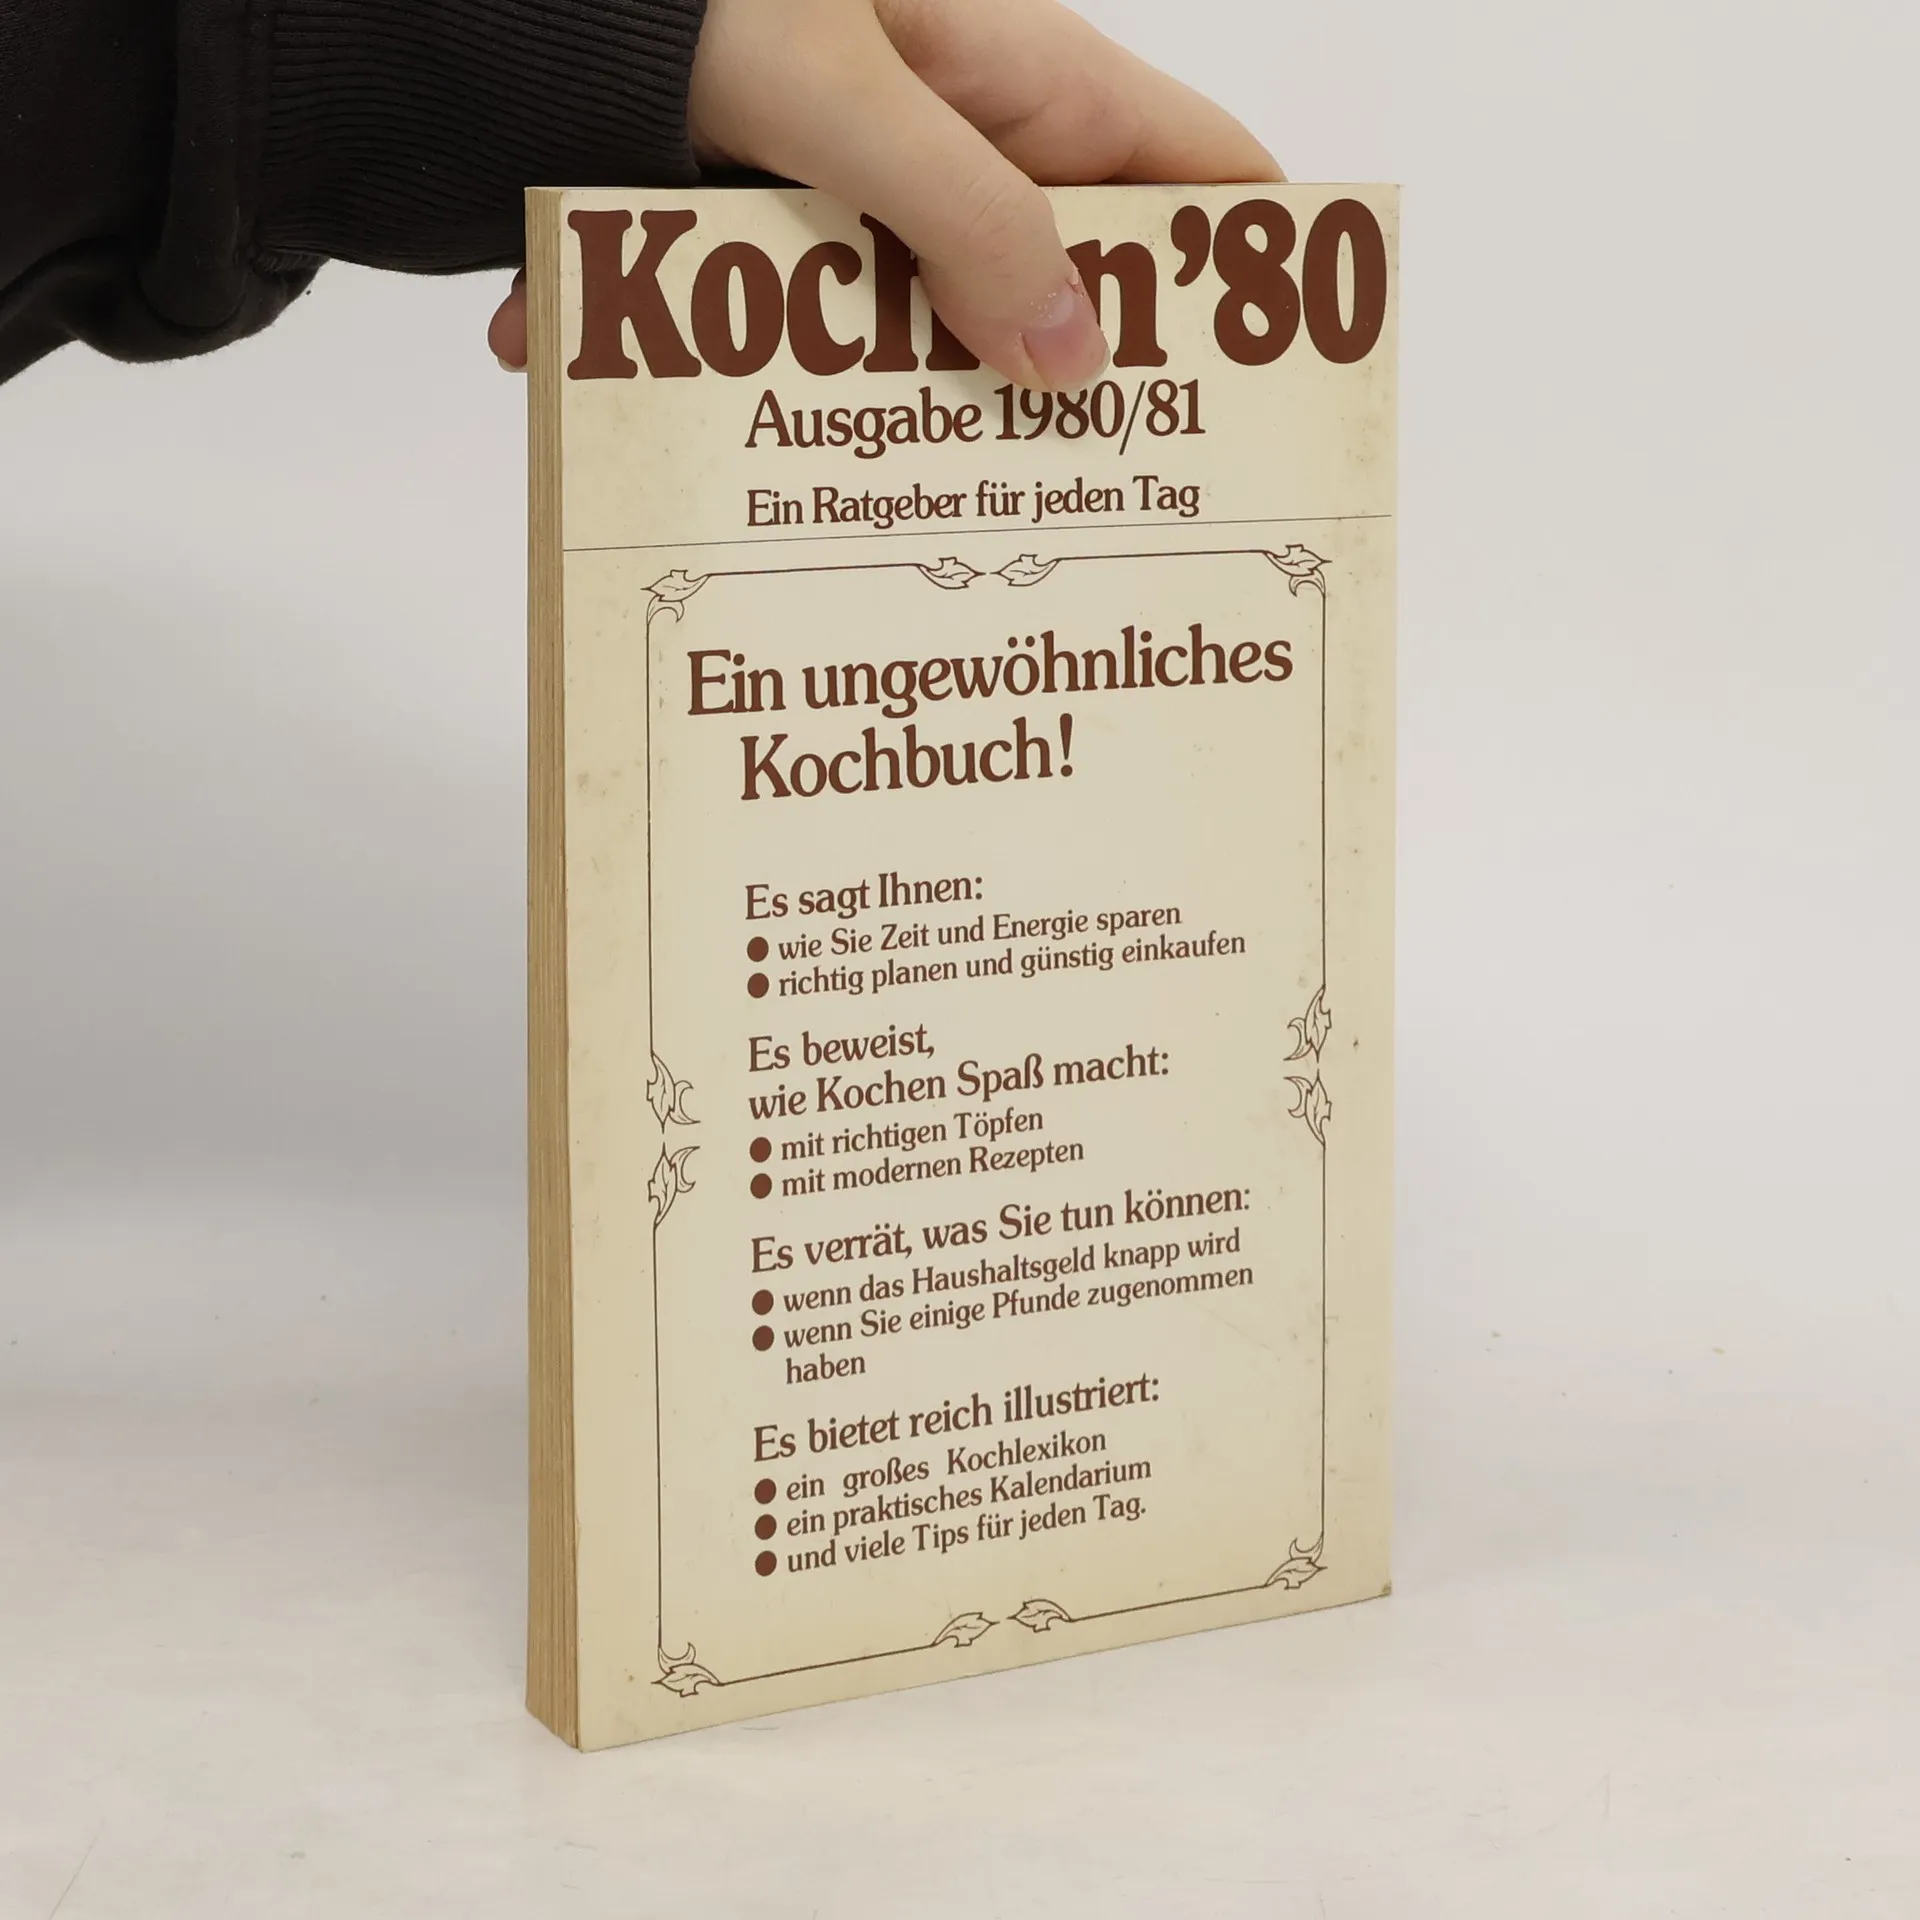 Kochen '80
Ausgabe 1980/81
Ein Ratgeber für jeden Tag
Ein ungewöhnliches
Kochbuch!
Es sagt Ihnen:
● wie Sie Zeit und Energie sparen
● richtig planen und günstig einkaufen
Es beweist,
wie Kochen Spaß macht:
● mit richtigen Töpfen
● mit modernen Rezepten
Es verrät, was Sie tun können:
● wenn das Haushaltsgeld knapp wird
● wenn Sie einige Pfunde zugenommen
haben
Es bietet reich illustriert:
● ein großes Kochlexikon
● ein praktisches Kalendarium
● und viele Tips für jeden Tag.